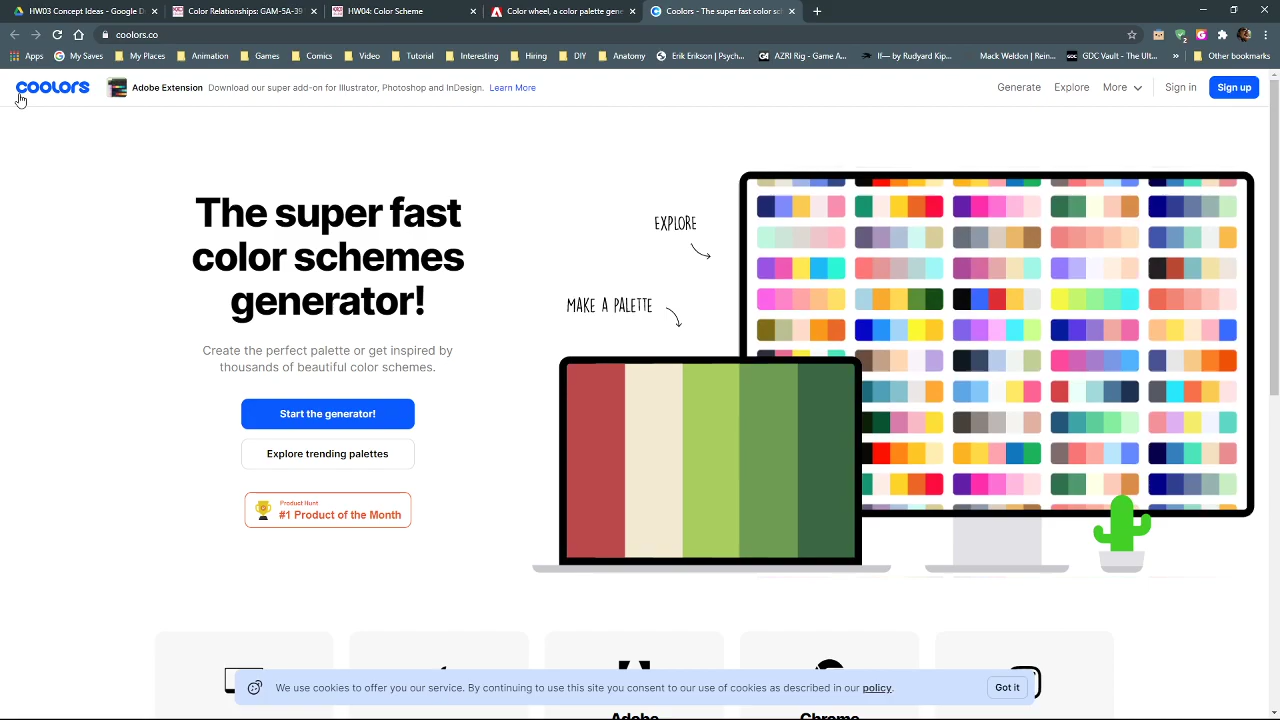 HW03 Concept Ideas - Google D
Color Relationships GAM-5A-39
HW04: Color Scheme
Color wheel, a color palette gene
Coolors - The super fast color sc
coolors.co
Apps
My Saves
My Places
Animation
Games
Comics
Video
Tutorial
Interesting
Hiring
DIY
Anatomy
Erik Erikson | Psych...
AZRI Rig - Game A...
If— by Rudyard Kip...
Mack Weldon | Rein...
GDC Vault - The Ult...
Other bookmarks
coolors
Adobe Extension Download our super add-on for Illustrator, Photoshop and InDesign. Learn More
Generate
Explore
More
Sign in
Sign up
The super fast
color schemes
generator!
Create the perfect palette or get inspired by
thousands of beautiful color schemes.
Start the generator!
Explore trending palettes
Product Hunt
#1 Product of the Month
EXPLORE
MAKE A PALETTE
We use cookies to offer you our service. By continuing to use this site you consent to our use of cookies as described in our policy.
Got it
Adobe
Chrome